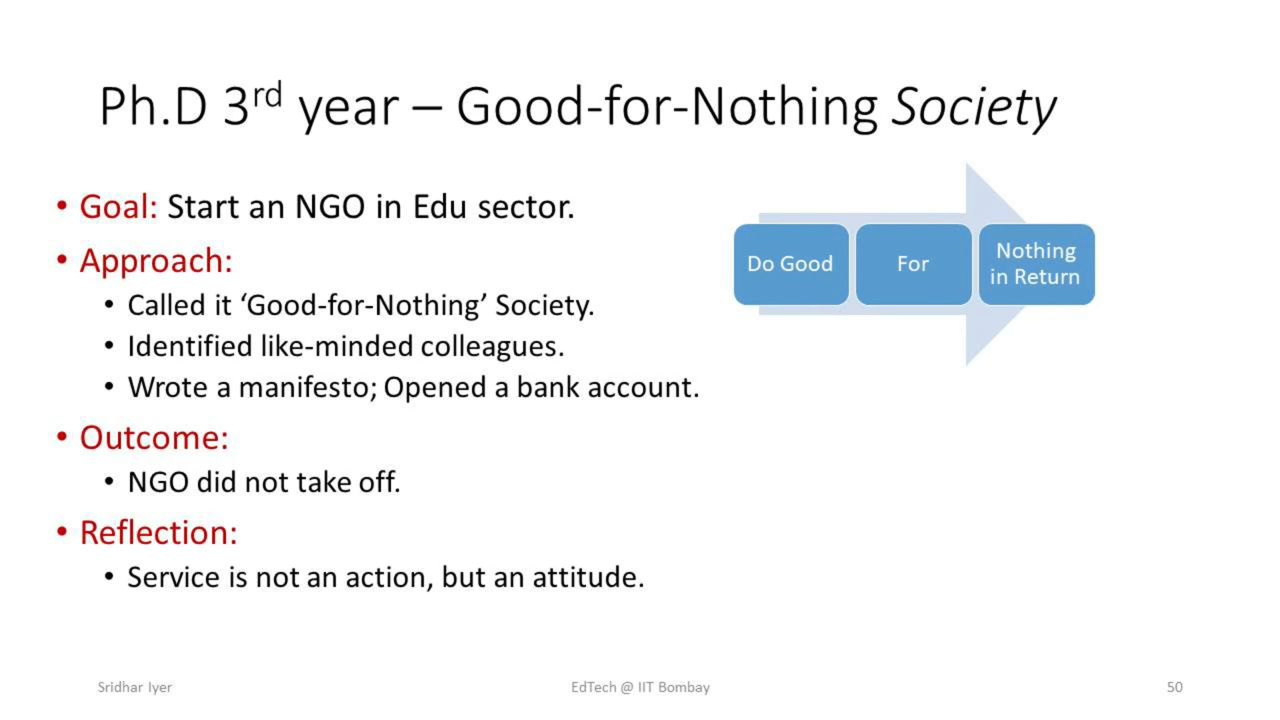 Ph.D 3rd year – Good-for-Nothing Society
• Goal: Start an NGO in Edu sector.
• Approach:
• Called it ‘Good-for-Nothing’ Society.
• Identified like-minded colleagues.
• Wrote a manifesto; Opened a bank account.
• Outcome:
• NGO did not take off.
• Reflection:
• Service is not an action, but an attitude.
Do Good
For
Nothing
in Return
Sridhar Iyer
EdTech @ IIT Bombay
50